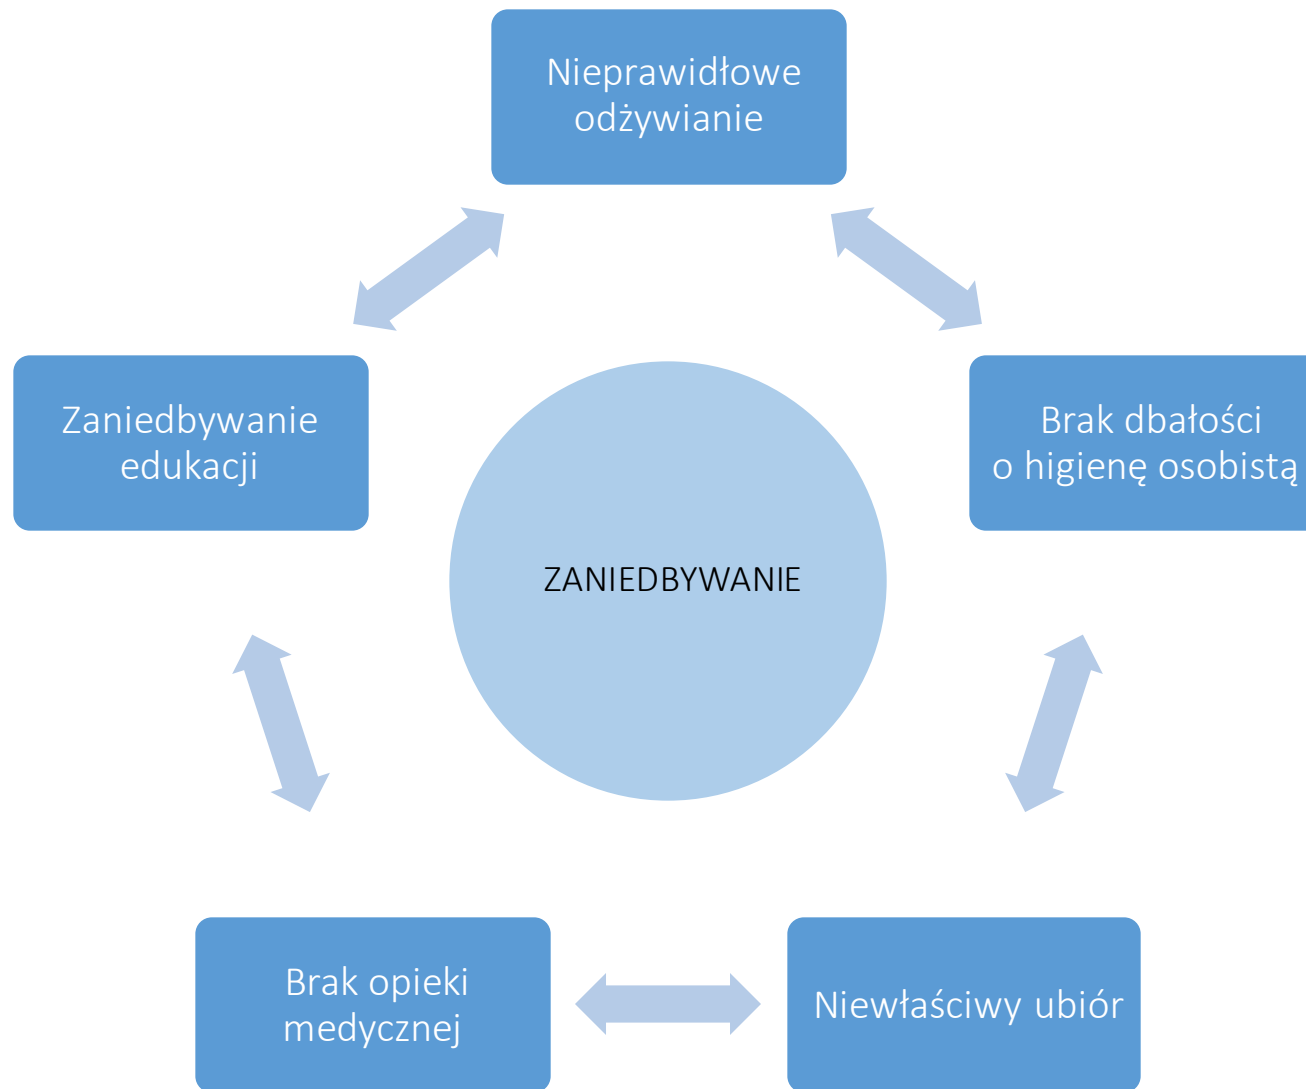 Nieprawidłowe
odżywianie
Zaniedbywanie
edukacji
Brak dbałości
o higienę osobistą
ZANIEDBYWANIE
Brak opieki
medycznej
Niewłaściwy ubiór